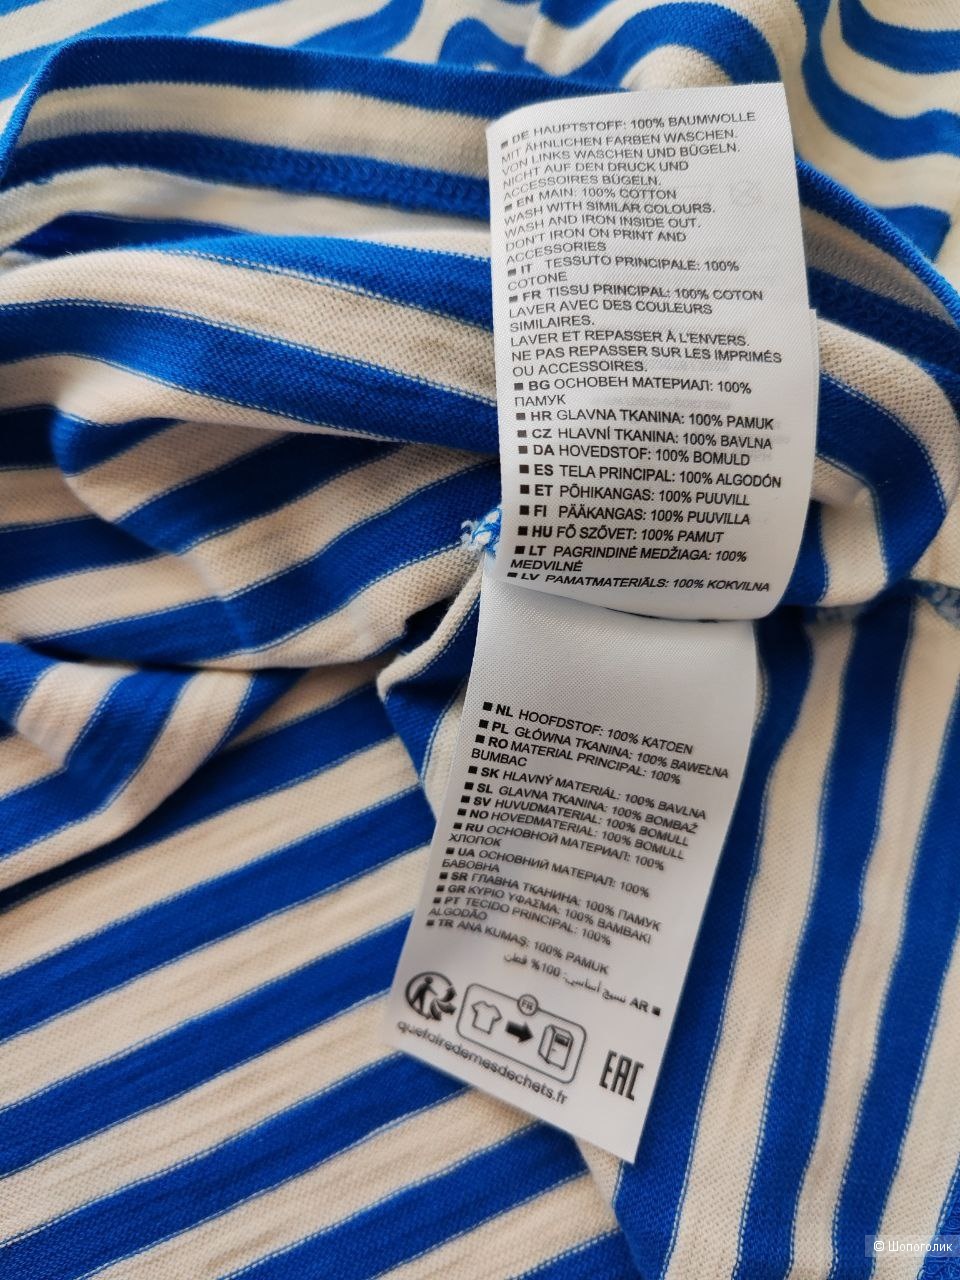 ■ DE HAUPTSTOFF: 100% BAUMWOLLE
MIT ÄHNLICHEN FARBEN WASCHEN.
VON LINKS WASCHEN UND BÜGELN.
NICHT AUF DEN DRUCK UND
ACCESSOIRES BÜGELN.
■ EN MAIN: 100% COTTON
WASH WITH SIMILAR COLOURS.
WASH AND IRON INSIDE OUT.
DON'T IRON ON PRINT AND
ACCESSORIES
■ IT TESSUTO PRINCIPALE: 100%
COTONE
■ FR TISSU PRINCIPAL: 100% COTON
LAVER AVEC DES COULEURS
SIMILAIRES.
LAVER ET REPASSER À L'ENVERS.
NE PAS REPASSER SUR LES IMPRIMÉS
OU ACCESSOIRES.
■ BG ОСНОВЕН МАТЕРИАЛ: 100%
ПАМУК
■ HR GLAVNA TKANINA: 100% PAMUK
■ CZ HLAVNÍ TKANINA: 100% BAVLNA
■ DA HOVEDSTOF: 100% BOMULD
■ ES TELA PRINCIPAL: 100% ALGODÓN
■ ET PÕHIKANGAS: 100% PUUVILL
■ FI PÄÄKANGAS: 100% PUUVILLA
■ HU FŐ SZÖVET: 100% PAMUT
■ LT PAGRINDINĖ MEDŽIAGA: 100%
MEDVILNĖ
■ LV PAMATMATERIĀLS: 100% KOKVILNA
■ NL HOOFDSTOF: 100% KATOEN
■ PL GŁÓWNA TKANINA: 100% BAWEŁNA
■ RO MATERIAL PRINCIPAL: 100%
BUMBAC
■ SK HLAVNÝ MATERIÁL: 100% BAVLNA
■ SL GLAVNA TKANINA: 100% BOMBAŽ
■ SV HUVUDMATERIAL: 100% BOMULL
■ NO HOVEDMATERIAL: 100% BOMULL
■ RU ОСНОВНОЙ МАТЕРИАЛ: 100%
ХЛОПОК
■ UA ОСНОВНИЙ МАТЕРІАЛ: 100%
БАВОВНА
■ SR ГЛАВНА ТКАНИНА: 100% ПАМУК
■ GR ΚΥΡΙΟ ΥΦΑΣΜΑ: 100% ΒΑΜΒΑΚΙ
■ PT TECIDO PRINCIPAL: 100%
ALGODÃO
■ TR ANA KUMAŞ: 100% PAMUK
■ AR نسيج أساسي: 100% قطن
FR
quefairedemesdechets.fr
EAC
© Шопоголик